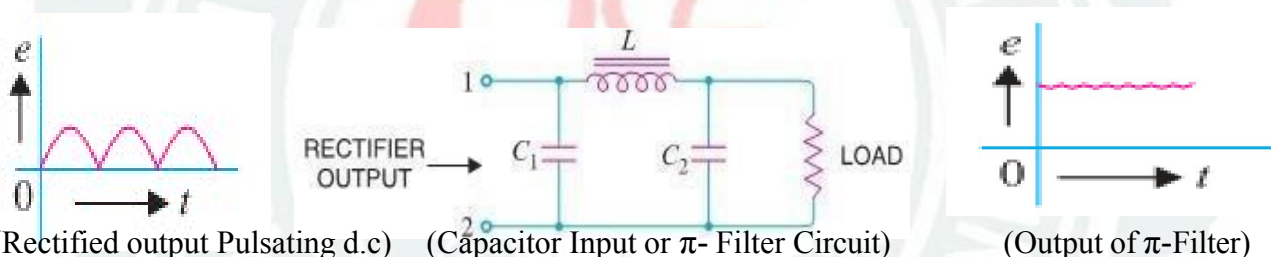 e
0
t
1
L
C1
C2
RECTIFIER
OUTPUT
LOAD
2
e
O
t
Rectified output Pulsating d.c) (Capacitor Input or π- Filter Circuit) (Output of π-Filter)